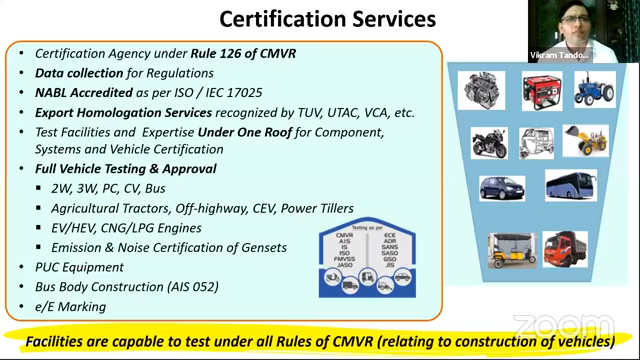 Certification Services
Vikram Tando...
Certification Agency under Rule 126 of CMVR
Data collection for Regulations
NABL Accredited as per ISO / IEC 17025
Export Homologation Services recognized by TUV, UTAC, VCA, etc.
Test Facilities and Expertise Under One Roof for Component,
Systems and Vehicle Certification
Full Vehicle Testing & Approval
2W, 3W, PC, CV, Bus
Agricultural Tractors, Off-highway, CEV, Power Tillers
EV/HEV, CNG/LPG Engines
Emission & Noise Certification of Gensets
PUC Equipment
Bus Body Construction (AIS 052)
e/E Marking
Testing as per
CMVR ECE
AIS ADR
IS SANS
ISO SASO
FMVSS GSO
JASO JIS
zoom
Facilities are capable to test under all Rules of CMVR (relating to construction of vehicles)